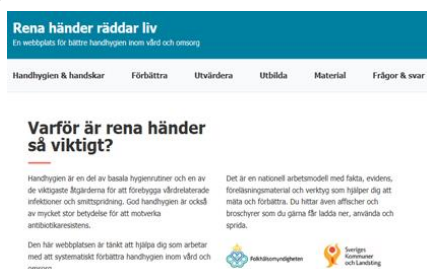 Rena händer räddar liv
En webbplats för bättre handhygien inom vård och omsorg
Handhygien & handskar Förbättra Utvärdera Utbilda Material Frågor & svar
Varför är rena händer
så viktigt?
Handhygien är en del av basala hygienrutiner och en av
de viktigaste åtgärderna för att förebygga vårdrelaterade
infektioner och smittspridning. God handhygien är också
av mycket stor betydelse för att motverka
antibiotikaresistens.
Den här webbplatsen är tänkt att hjälpa dig som arbetar
med att systematiskt förbättra handhygien inom vård och
omsorg.
Det är en nationell arbetsmodell med fakta, evidens,
föreläsningsmaterial och verktyg som hjälper dig att
mäta och förbättra. Du hittar även affischer och
broschyrer som du gärna får ladda ner, använda och
sprida.
Folkhälsomyndigheten
Sveriges
Kommuner
och Landsting